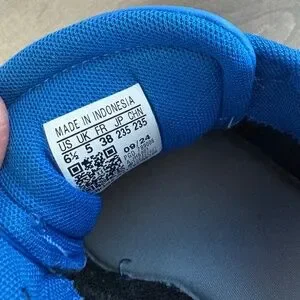 MADE IN INDONESIA
US UK FR JP CHN
6½ 5 38 235 235
09/24